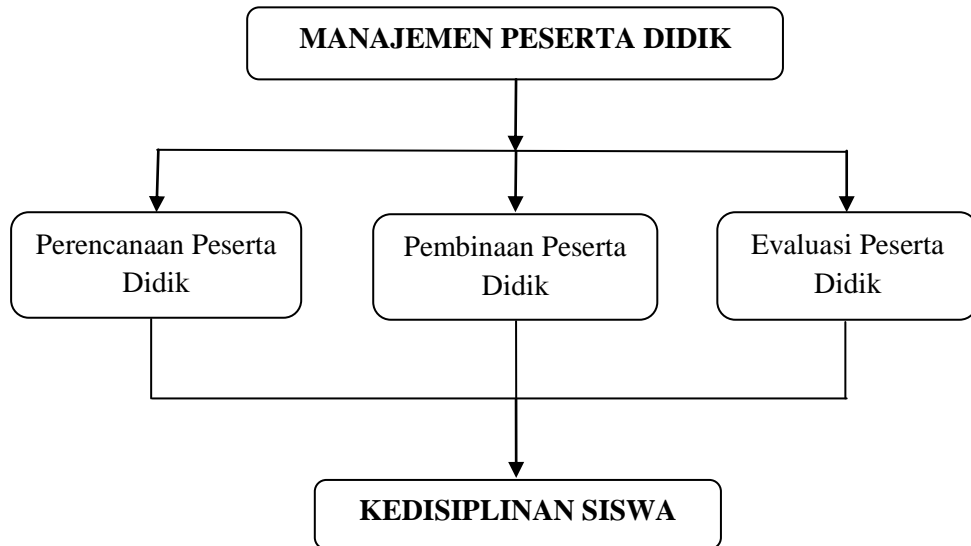 MANAJEMEN PESERTA DIDIK
Perencanaan Peserta
Didik
Pembinaan Peserta
Didik
Evaluasi Peserta
Didik
KEDISIPLINAN SISWA